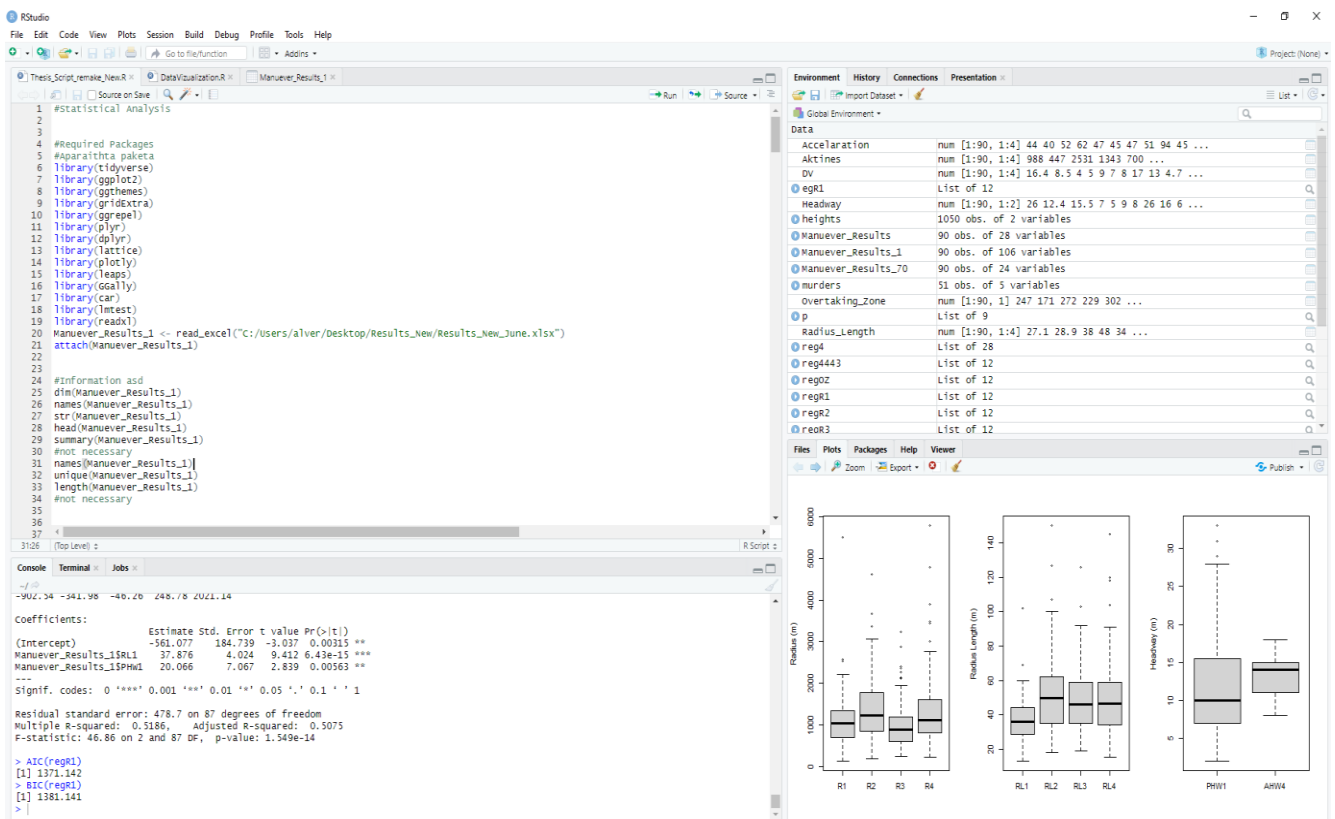 RStudio
File Edit Code View Plots Session Build Debug Profile Tools Help
Go to file/function Addins
Project: (None)
Thesis_Script_remake_New.R DataVizualization.R Manuever_Results_1
Source on Save Run Source
1 #Statistical Analysis
2
3
4 #Required Packages
5 #Aparaithta paketa
6 library(tidyverse)
7 library(ggplot2)
8 library(ggthemes)
9 library(gridExtra)
10 library(ggrepel)
11 library(plyr)
12 library(dplyr)
13 library(lattice)
14 library(plotly)
15 library(leaps)
16 library(GGally)
17 library(car)
18 library(lmtest)
19 library(readxl)
20 Manuever_Results_1 <- read_excel("C:/Users/alver/Desktop/Results_New/Results_New_June.xlsx")
21 attach(Manuever_Results_1)
22
23
24 #Information asd
25 dim(Manuever_Results_1)
26 names(Manuever_Results_1)
27 str(Manuever_Results_1)
28 head(Manuever_Results_1)
29 summary(Manuever_Results_1)
30 #not necessary
31 names(Manuever_Results_1)
32 unique(Manuever_Results_1)
33 length(Manuever_Results_1)
34 #not necessary
35
36
37
31:26 (Top Level) R Script
Console Terminal Jobs
~/
-902.54 -341.98 -46.26 248.78 2021.14
Coefficients:
Estimate Std. Error t value Pr(>|t|)
(Intercept) -561.077 184.739 -3.037 0.00315 **
Manuever_Results_1$RL1 37.876 4.024 9.412 6.43e-15 ***
Manuever_Results_1$PHW1 20.066 7.067 2.839 0.00563 **
---
Signif. codes: 0 ‘***’ 0.001 ‘**’ 0.01 ‘*’ 0.05 ‘.’ 0.1 ‘ ’ 1
Residual standard error: 478.7 on 87 degrees of freedom
Multiple R-squared: 0.5186, Adjusted R-squared: 0.5075
F-statistic: 46.86 on 2 and 87 DF, p-value: 1.549e-14
> AIC(regR1)
[1] 1371.142
> BIC(regR1)
[1] 1381.141
>
Environment History Connections Presentation
Import Dataset List
Global Environment
Data
Accelaration num [1:90, 1:4] 44 40 52 62 47 45 47 51 94 45 ...
Aktines num [1:90, 1:4] 988 447 2531 1343 700 ...
DV num [1:90, 1:4] 16.4 8.5 4 5 9 7 8 17 13 4.7 ...
egR1 List of 12
Headway num [1:90, 1:2] 26 12.4 15.5 7 5 9 8 26 16 6 ...
heights 1050 obs. of 2 variables
Manuever_Results 90 obs. of 28 variables
Manuever_Results_1 90 obs. of 106 variables
Manuever_Results_70 90 obs. of 24 variables
murders 51 obs. of 5 variables
Overtaking_Zone num [1:90, 1] 247 171 272 229 302 ...
p List of 9
Radius_Length num [1:90, 1:4] 27.1 28.9 38 48 34 ...
reg4 List of 28
reg4443 List of 12
regOZ List of 12
regR1 List of 12
regR2 List of 12
regR3 List of 12
Files Plots Packages Help Viewer
Zoom Export Publish
Radius (m)
0 1000 2000 3000 4000 5000 6000
R1 R2 R3 R4
Radius Length (m)
20 40 60 80 100 120 140
RL1 RL2 RL3 RL4
Headway (m)
5 10 15 20 25 30
PHW1 AHW4